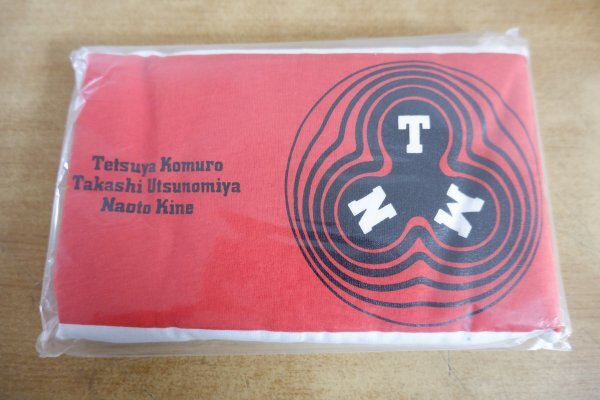 Tetsuya Komuro
Takashi Utsunomiya
Naoto Kine
T
N M